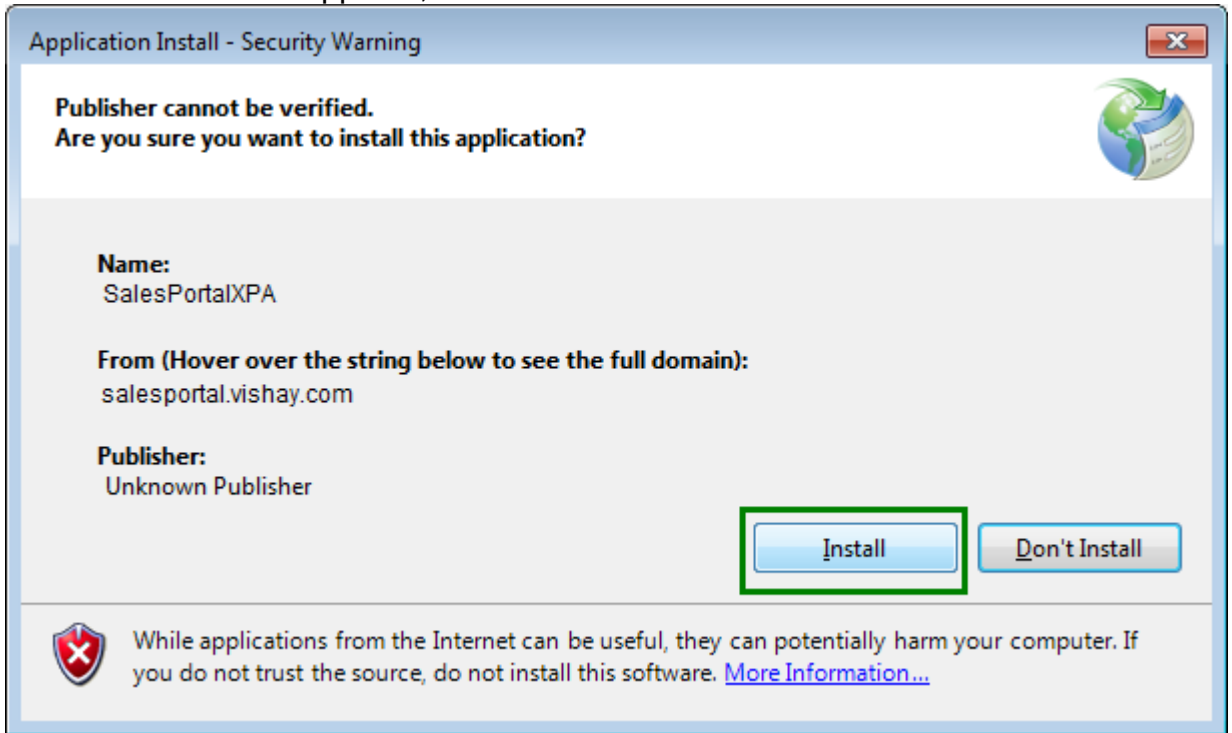 Application Install - Security Warning
Publisher cannot be verified.
Are you sure you want to install this application?
Name:
SalesPortalXPA
From (Hover over the string below to see the full domain):
salesportal.vishay.com
Publisher:
Unknown Publisher
Install
Don't Install
While applications from the Internet can be useful, they can potentially harm your computer. If
you do not trust the source, do not install this software. More Information...